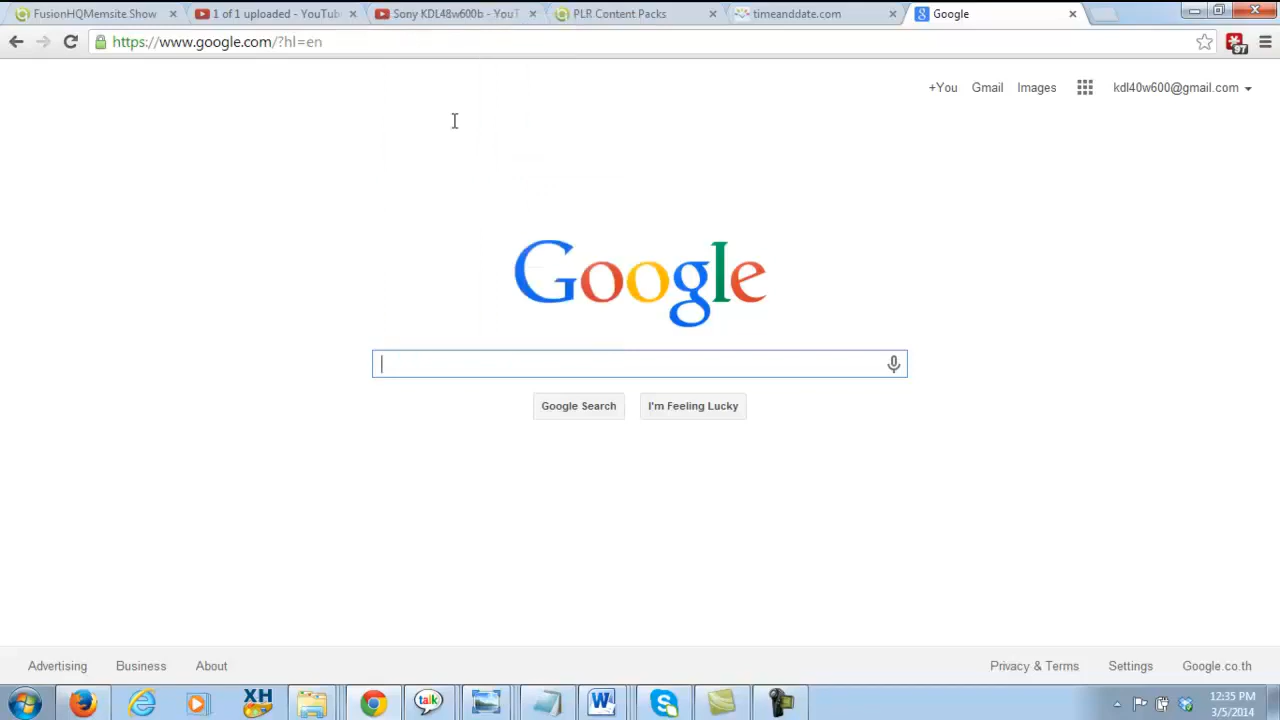 FusionHQMemsite Show
1 of 1 uploaded - YouTub
Sony KDL48w600b - YouT
PLR Content Packs
timeanddate.com
Google
https://www.google.com/?hl=en
97
+You
Gmail
Images
kdl40w600@gmail.com
Google
Google Search
I'm Feeling Lucky
Advertising
Business
About
Privacy & Terms
Settings
Google.co.th
XH
talk
12:35 PM
3/5/2014